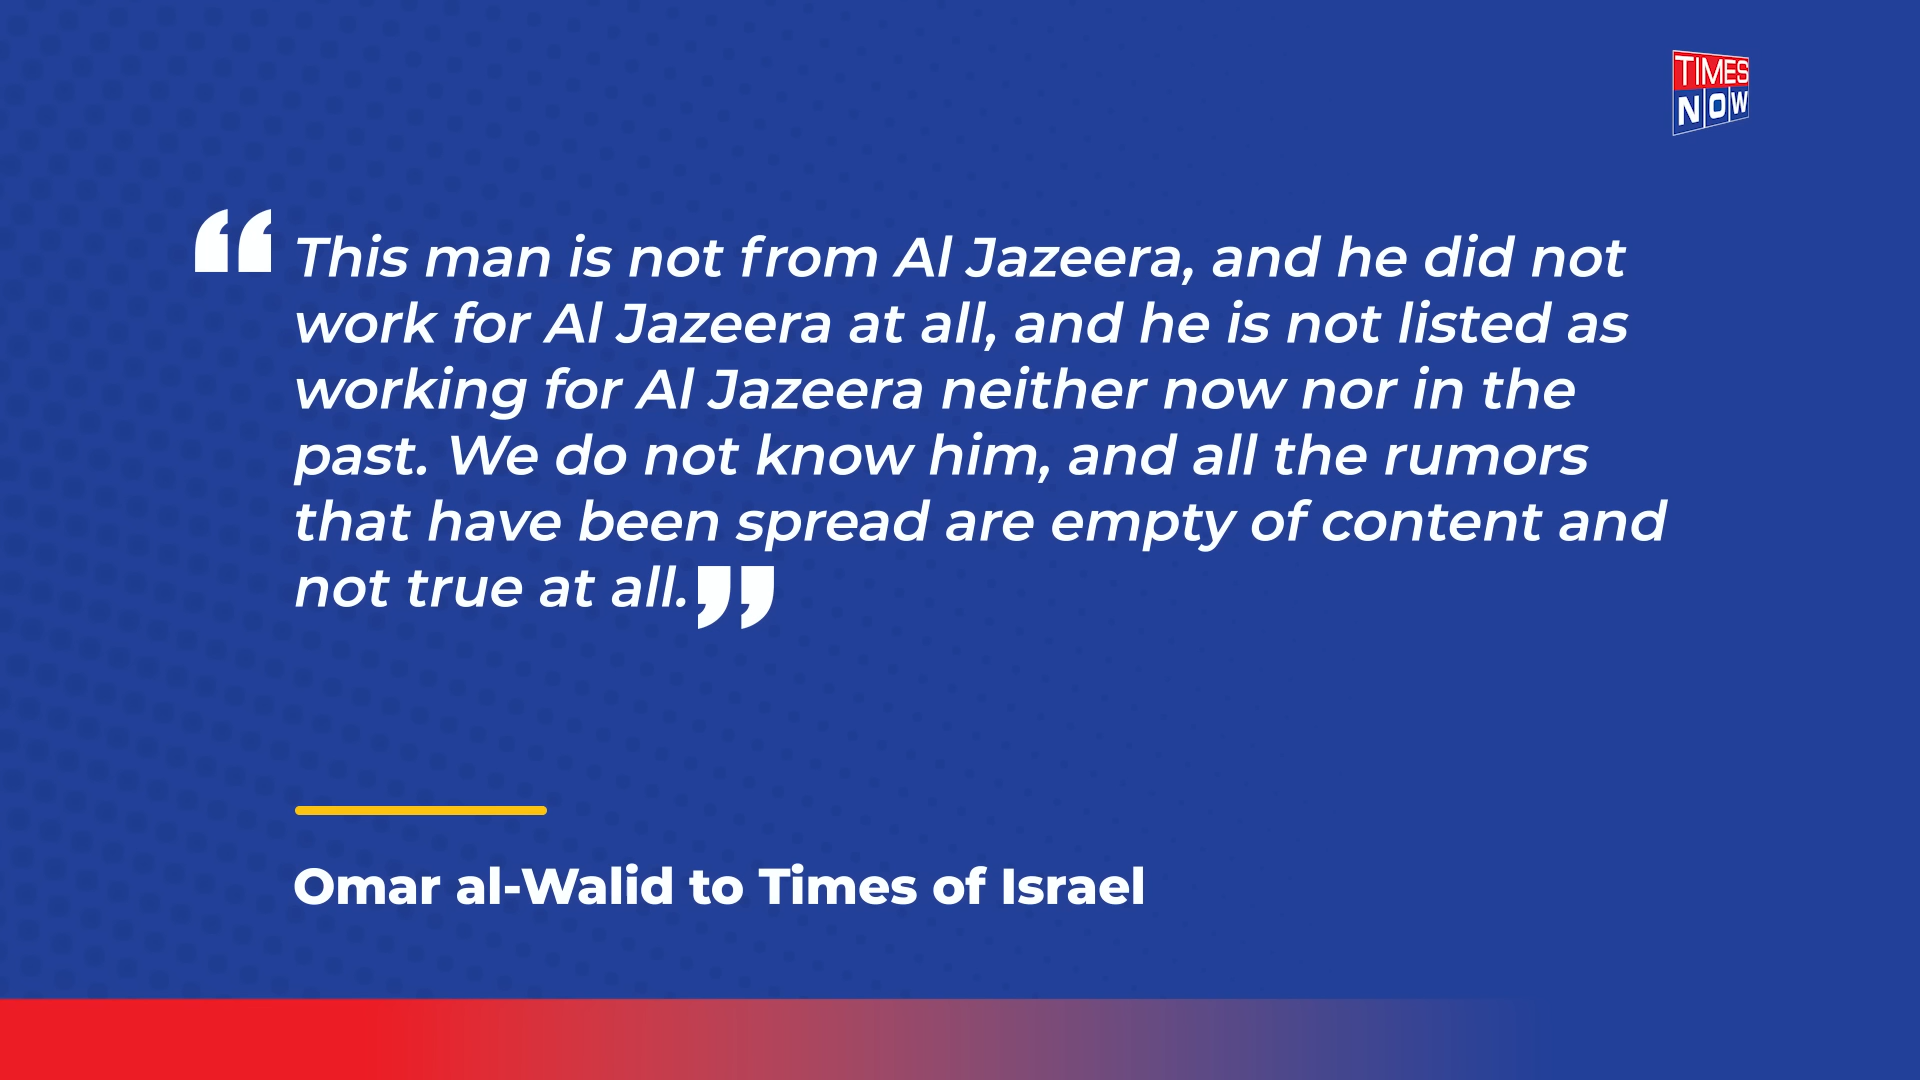 TIMES
NOW
“This man is not from Al Jazeera, and he did not
work for Al Jazeera at all, and he is not listed as
working for Al Jazeera neither now nor in the
past. We do not know him, and all the rumors
that have been spread are empty of content and
not true at all.”
Omar al-Walid to Times of Israel